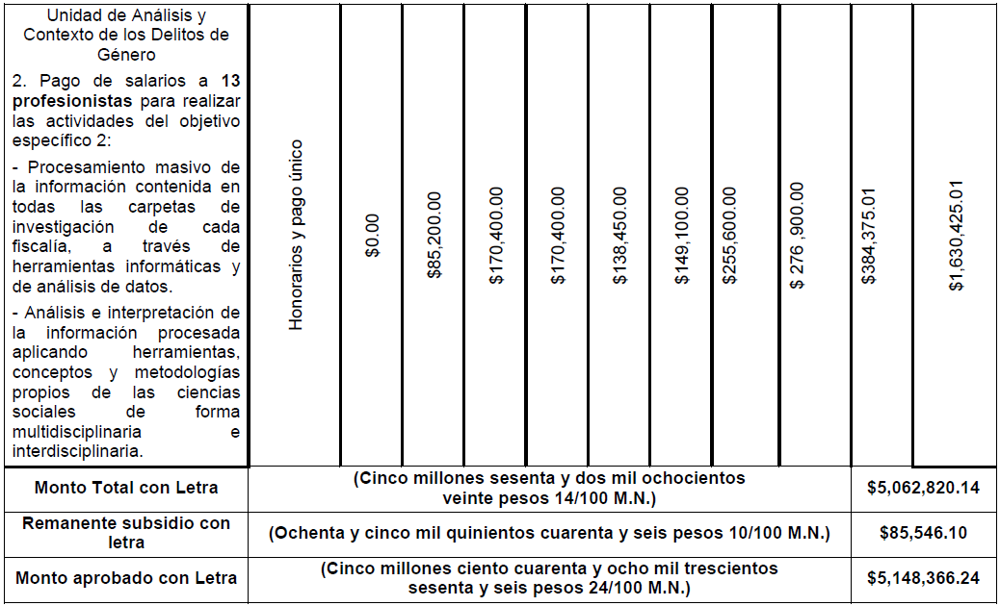 Unidad de Análisis y
Contexto de los Delitos de
Género
2. Pago de salarios a 13
profesionistas para realizar
las actividades del objetivo
específico 2:
- Procesamiento masivo de
la información contenida en
todas las carpetas de
investigación de cada
fiscalía, a través de
herramientas informáticas y
de análisis de datos.
- Análisis e interpretación de
la información procesada
aplicando herramientas,
conceptos y metodologías
propios de las ciencias
sociales de forma
multidisciplinaria e
interdisciplinaria.
Honorarios y pago único
$0.00
$85,200.00
$170,400.00
$170,400.00
$138,450.00
$149,100.00
$255,600.00
$ 276 ,900.00
$384,375.01
$1,630,425.01
Monto Total con Letra
(Cinco millones sesenta y dos mil ochocientos
veinte pesos 14/100 M.N.)
$5,062,820.14
Remanente subsidio con
letra
(Ochenta y cinco mil quinientos cuarenta y seis pesos 10/100 M.N.)
$85,546.10
Monto aprobado con Letra
(Cinco millones ciento cuarenta y ocho mil trescientos
sesenta y seis pesos 24/100 M.N.)
$5,148,366.24